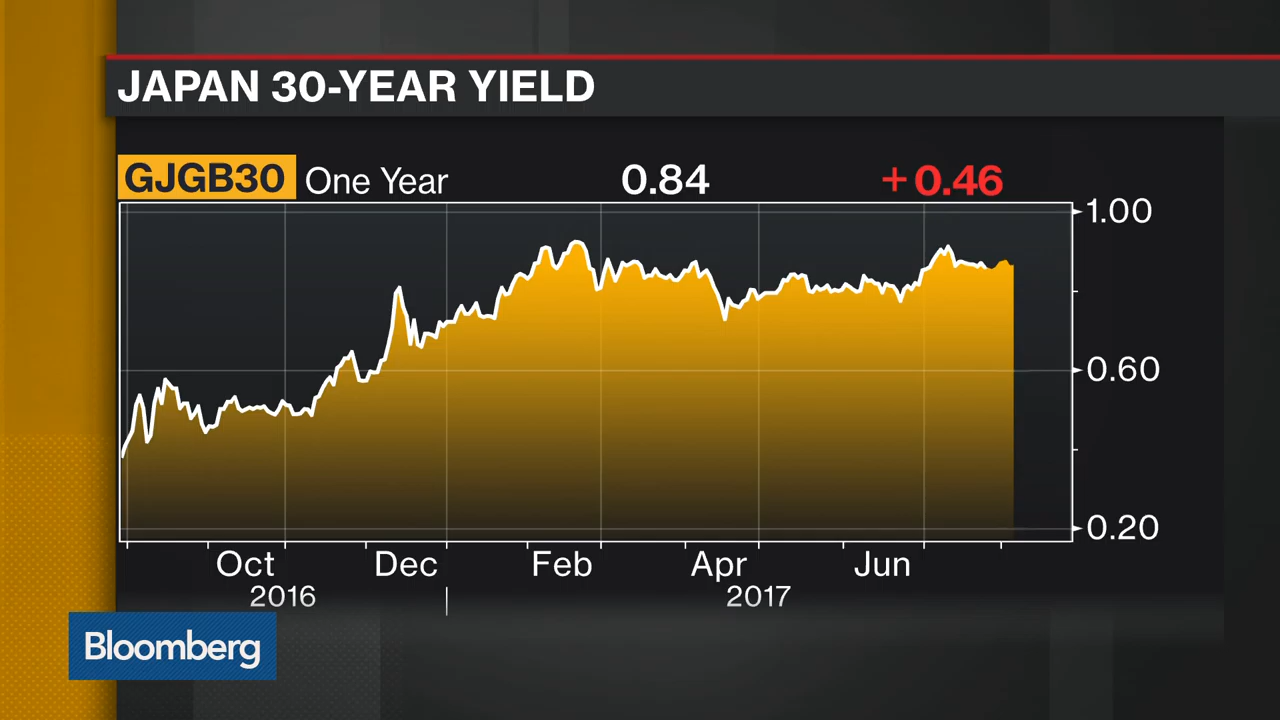 JAPAN 30-YEAR YIELD
GJGB30 One Year 0.84 +0.46
1.00
0.60
0.20
Oct Dec Feb Apr Jun
2016 2017
Bloomberg